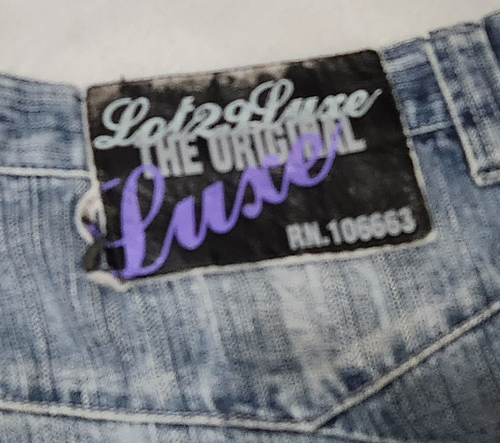 Lot29Luxe
THE ORIGINAL
Luxe
RN.106663